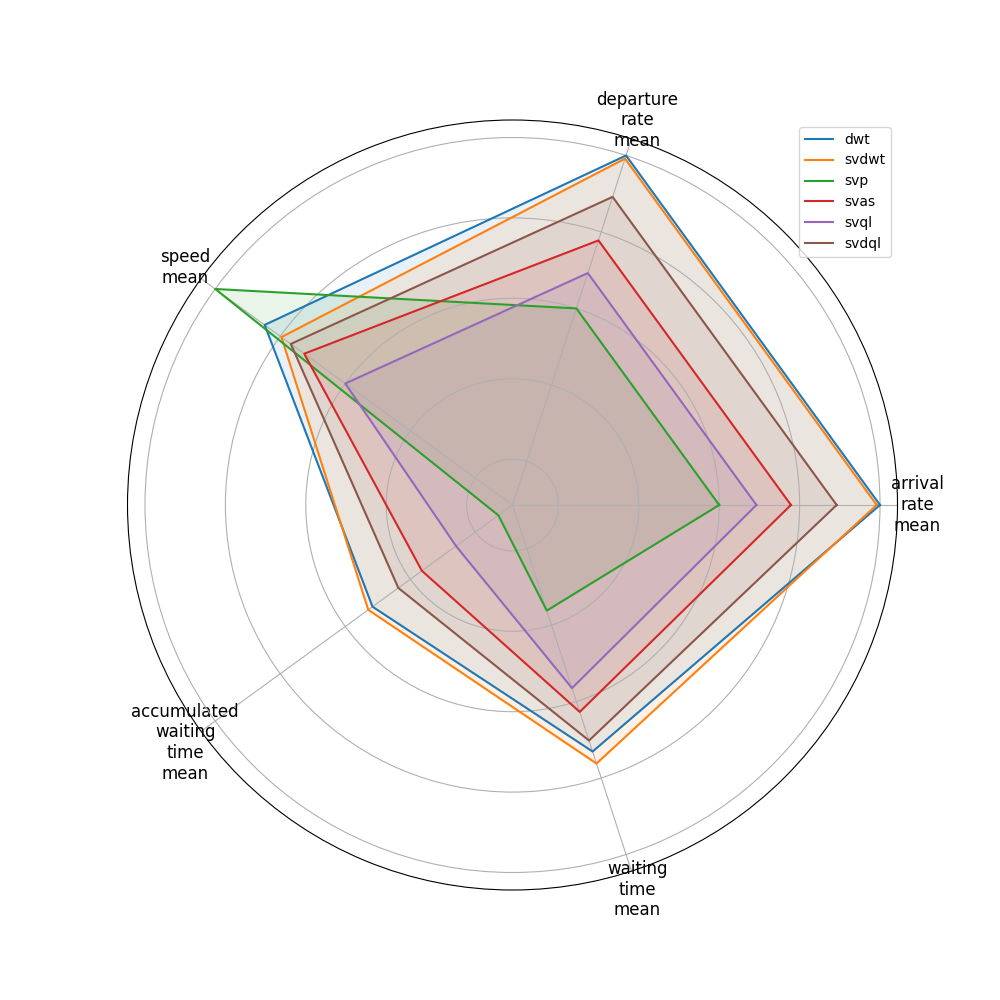 departure
rate
mean
dwt
svdwt
svp
svas
svql
svdql
speed
mean
arrival
rate
mean
accumulated
waiting
time
mean
waiting
time
mean